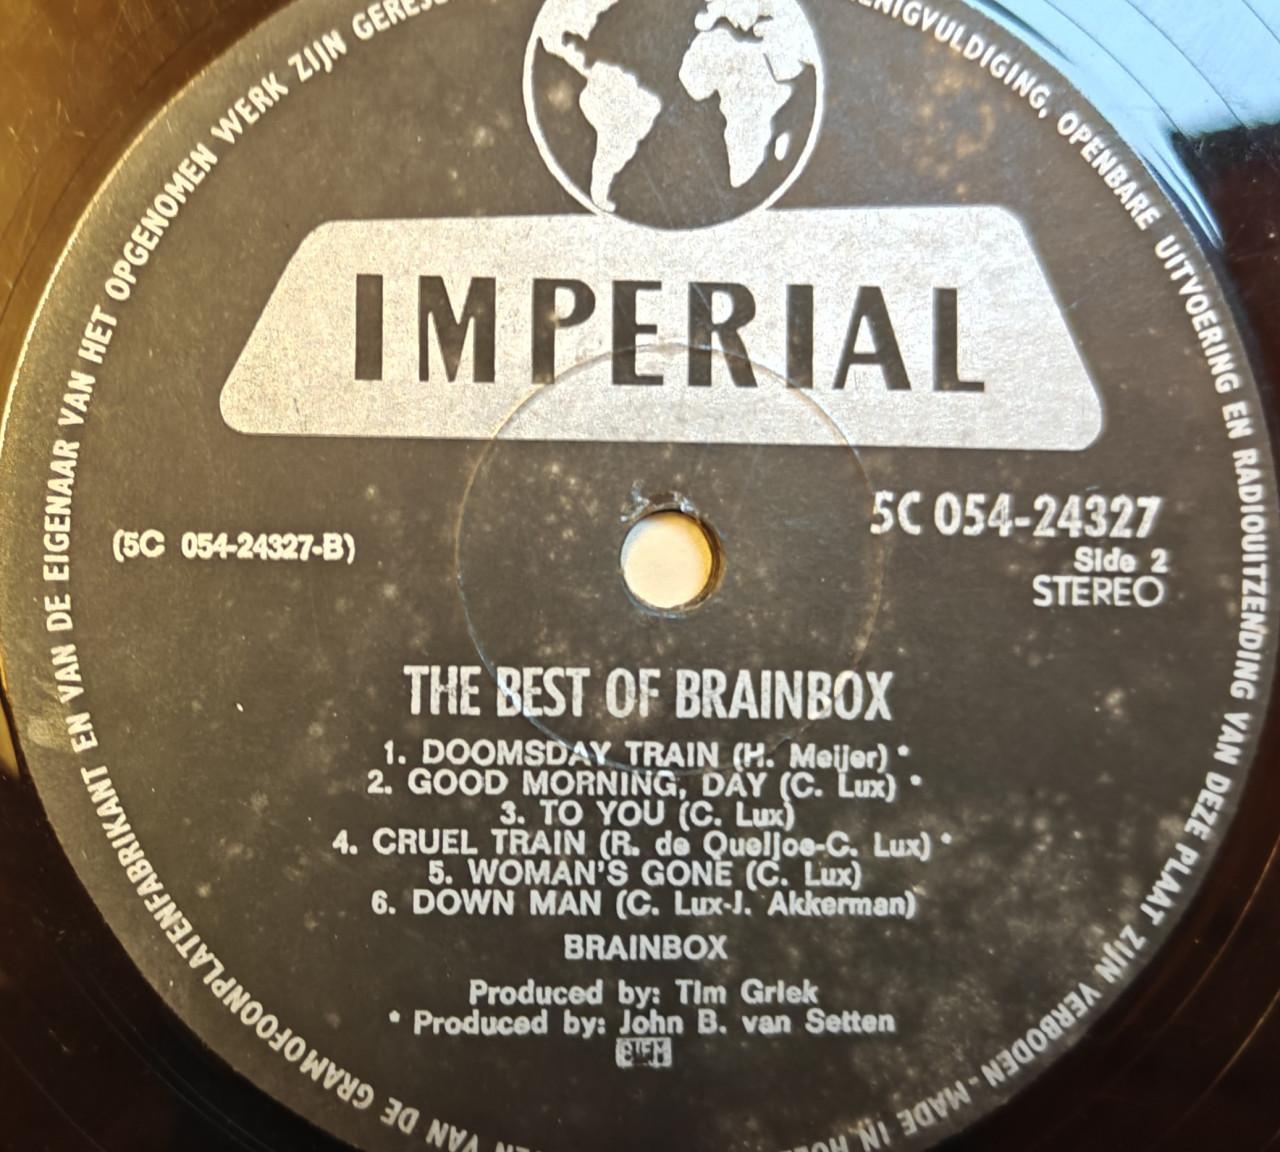 VAN DE GRAMOFOONPLATENFABRIKANT EN VAN DE EIGENAAR VAN HET OPGENOMEN WERK ZIJN
OPENBARE UITVOERING EN RADIOUITZENDING VAN DEZE PLAAT ZIJN VERBODEN - MADE IN
IMPERIAL
5C 054-24327
(5C 054-24327-B)
Side 2
STEREO
THE BEST OF BRAINBOX
1. DOOMSDAY TRAIN (H. Meijer) *
2. GOOD MORNING, DAY (C. Lux) *
3. TO YOU (C. Lux)
4. CRUEL TRAIN (R. de Queljoe-C. Lux) *
5. WOMAN'S GONE (C. Lux)
6. DOWN MAN (C. Lux-J. Akkerman)
BRAINBOX
Produced by: Tim Griek
* Produced by: John B. van Setten
BIEM